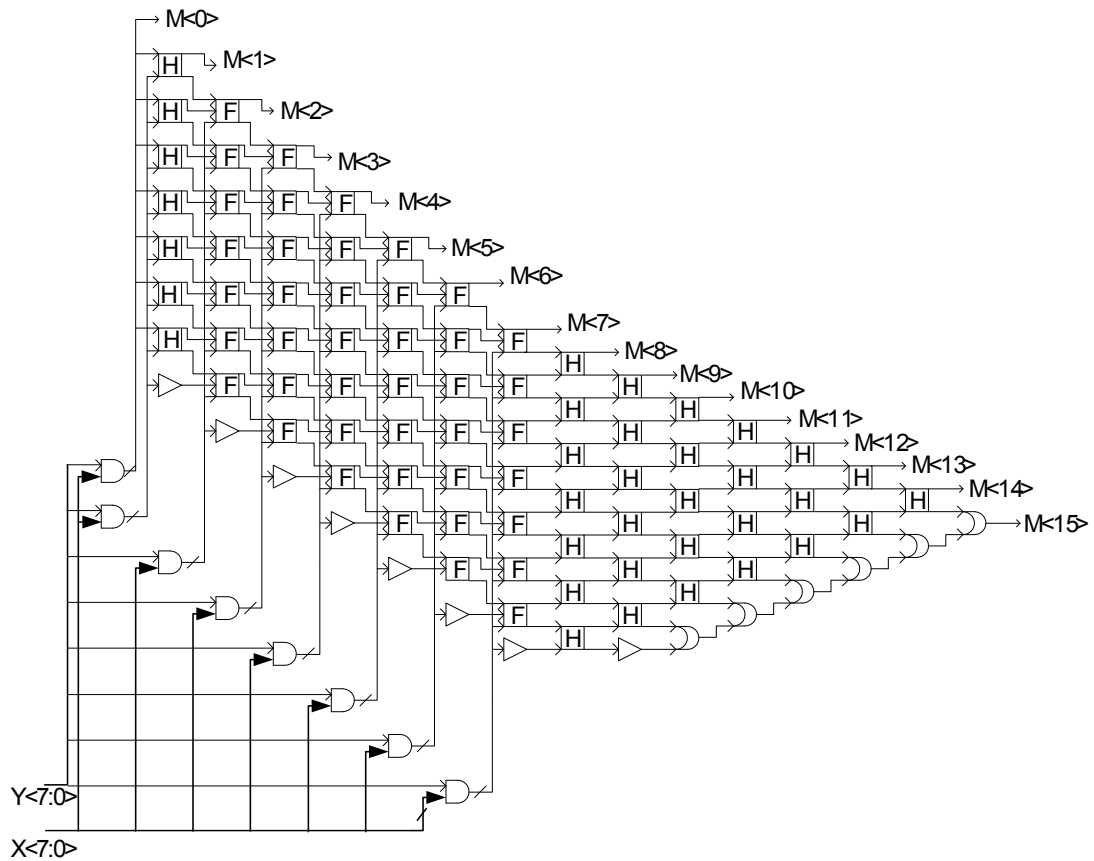 M<0>
H M<1>
H F M<2>
H F F M<3>
H F F F M<4>
H F F F F M<5>
H F F F F F M<6>
H F F F F F F M<7>
H M<8>
F F F F F F H M<9>
H H M<10>
F F F F F H H M<11>
H H H M<12>
F F F F H H H M<13>
H H H H M<14>
F F F H H H M<15>
H H H
F F H H
H H
F H
H
Y<7:0>
X<7:0>